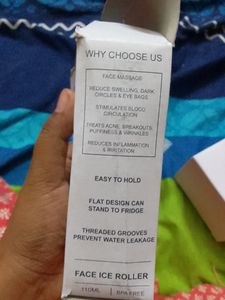 WHY CHOOSE US
FACE MASSAGE
REDUCE SWELLING, DARK
CIRCLES & EYE BAGS
STIMULATES BLOOD
CIRCULATION
TREATS ACNE, BREAKOUTS
PUFFINESS & WRINKLES
REDUCES INFLAMMATION
& IRRITATION
EASY TO HOLD
FLAT DESIGN CAN
STAND TO FRIDGE
THREADED GROOVES
PREVENT WATER LEAKAGE
FACE ICE ROLLER
110ML | BPA FREE